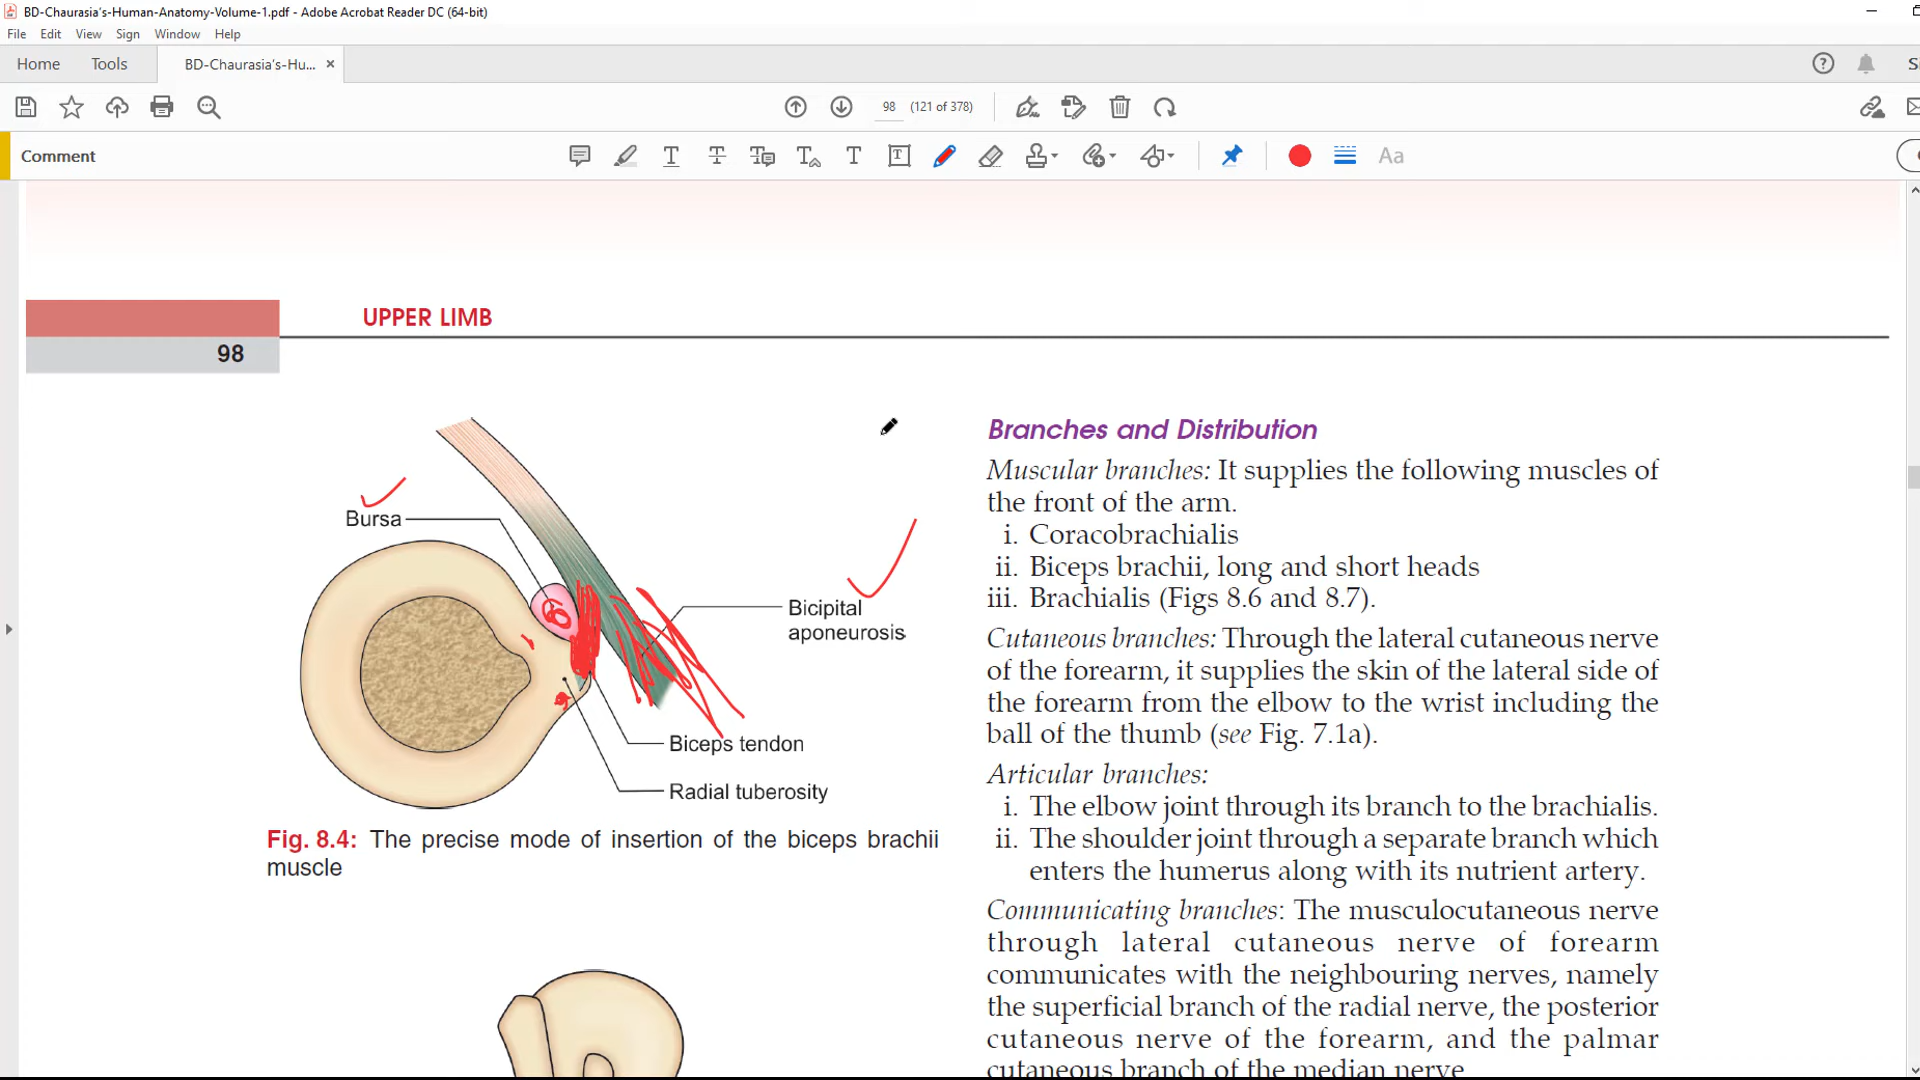 BD-Chaurasia's-Human-Anatomy-Volume-1.pdf - Adobe Acrobat Reader DC (64-bit)
File Edit View Sign Window Help
Home Tools BD-Chaurasia's-Hu... ×
98 (121 of 378)
Comment
Aa
UPPER LIMB
98
Bursa
Bicipital
aponeurosis
Biceps tendon
Radial tuberosity
Fig. 8.4: The precise mode of insertion of the biceps brachii
muscle
Branches and Distribution
Muscular branches: It supplies the following muscles of
the front of the arm.
i. Coracobrachialis
ii. Biceps brachii, long and short heads
iii. Brachialis (Figs 8.6 and 8.7).
Cutaneous branches: Through the lateral cutaneous nerve
of the forearm, it supplies the skin of the lateral side of
the forearm from the elbow to the wrist including the
ball of the thumb (see Fig. 7.1a).
Articular branches:
i. The elbow joint through its branch to the brachialis.
ii. The shoulder joint through a separate branch which
enters the humerus along with its nutrient artery.
Communicating branches: The musculocutaneous nerve
through lateral cutaneous nerve of forearm
communicates with the neighbouring nerves, namely
the superficial branch of the radial nerve, the posterior
cutaneous nerve of the forearm, and the palmar
cutaneous branch of the median nerve